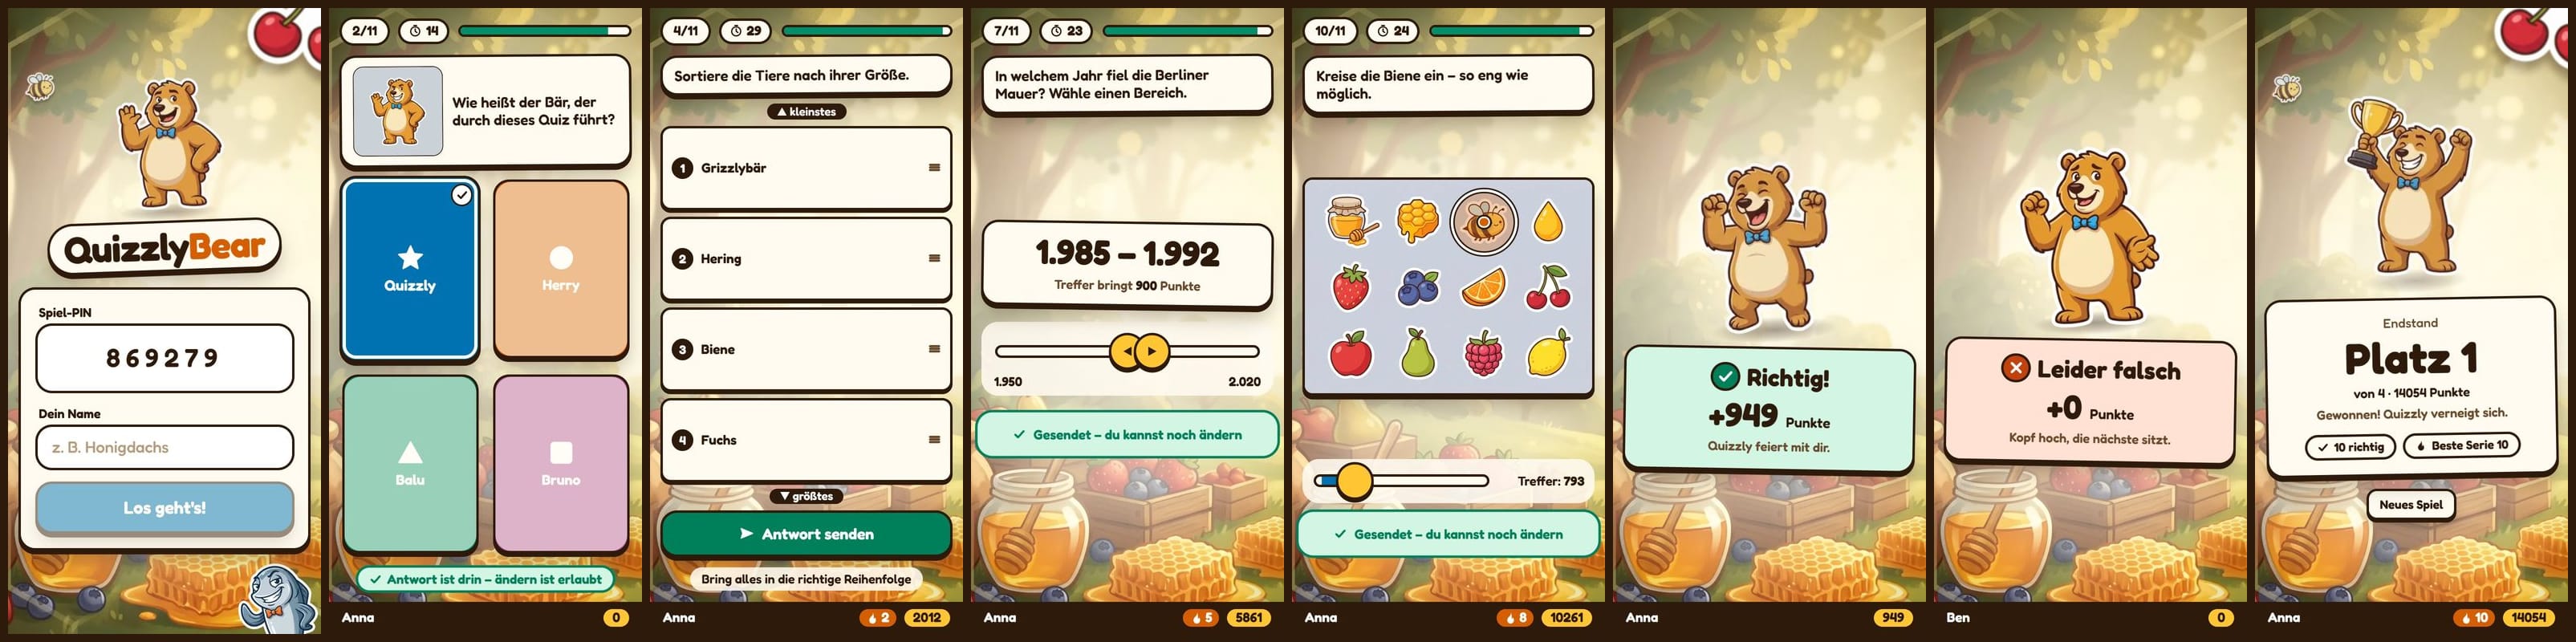 QuizzlyBear
Spiel-PIN
869279
Dein Name
z. B. Honigdachs
Los geht's!
2/11
14
Wie heißt der Bär, der
durch dieses Quiz führt?
Quizzly
Herry
Balu
Bruno
Antwort ist drin – ändern ist erlaubt
Anna
0
4/11
29
Sortiere die Tiere nach ihrer Größe.
▲ kleinstes
1 Grizzlybär
2 Hering
3 Biene
4 Fuchs
▼ größtes
Antwort senden
Bring alles in die richtige Reihenfolge
Anna
2
2012
7/11
23
In welchem Jahr fiel die Berliner
Mauer? Wähle einen Bereich.
1.985 – 1.992
Treffer bringt 900 Punkte
1.950
2.020
Gesendet – du kannst noch ändern
Anna
5
5861
10/11
24
Kreise die Biene ein – so eng wie
möglich.
Treffer: 793
Gesendet – du kannst noch ändern
Anna
8
10261
Richtig!
+949 Punkte
Quizzly feiert mit dir.
Anna
949
Leider falsch
+0 Punkte
Kopf hoch, die nächste sitzt.
Ben
0
Endstand
Platz 1
von 4 · 14054 Punkte
Gewonnen! Quizzly verneigt sich.
10 richtig
Beste Serie 10
Neues Spiel
Anna
10
14054